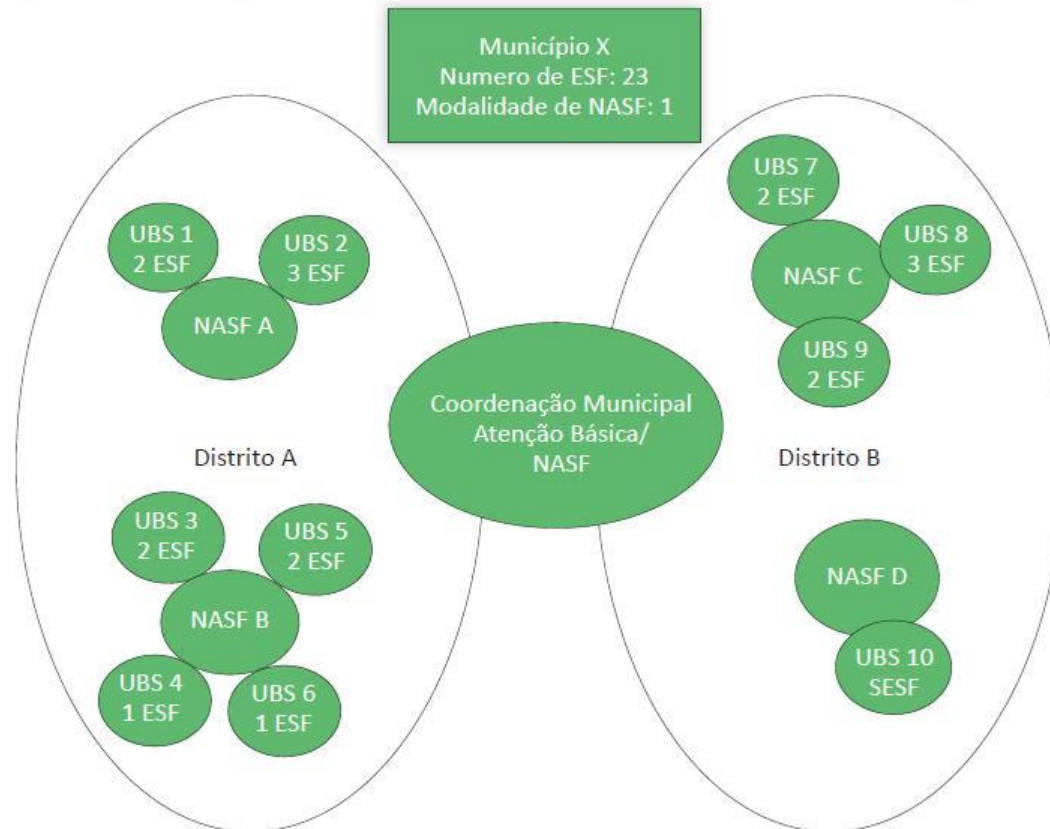 Município X
Numero de ESF: 23
Modalidade de NASF: 1
UBS 1
2 ESF
UBS 2
3 ESF
NASF A
Distrito A
UBS 3
2 ESF
UBS 5
2 ESF
NASF B
UBS 4
1 ESF
UBS 6
1 ESF
Coordenação Municipal
Atenção Básica/
NASF
UBS 7
2 ESF
UBS 8
3 ESF
NASF C
UBS 9
2 ESF
Distrito B
NASF D
UBS 10
SESF